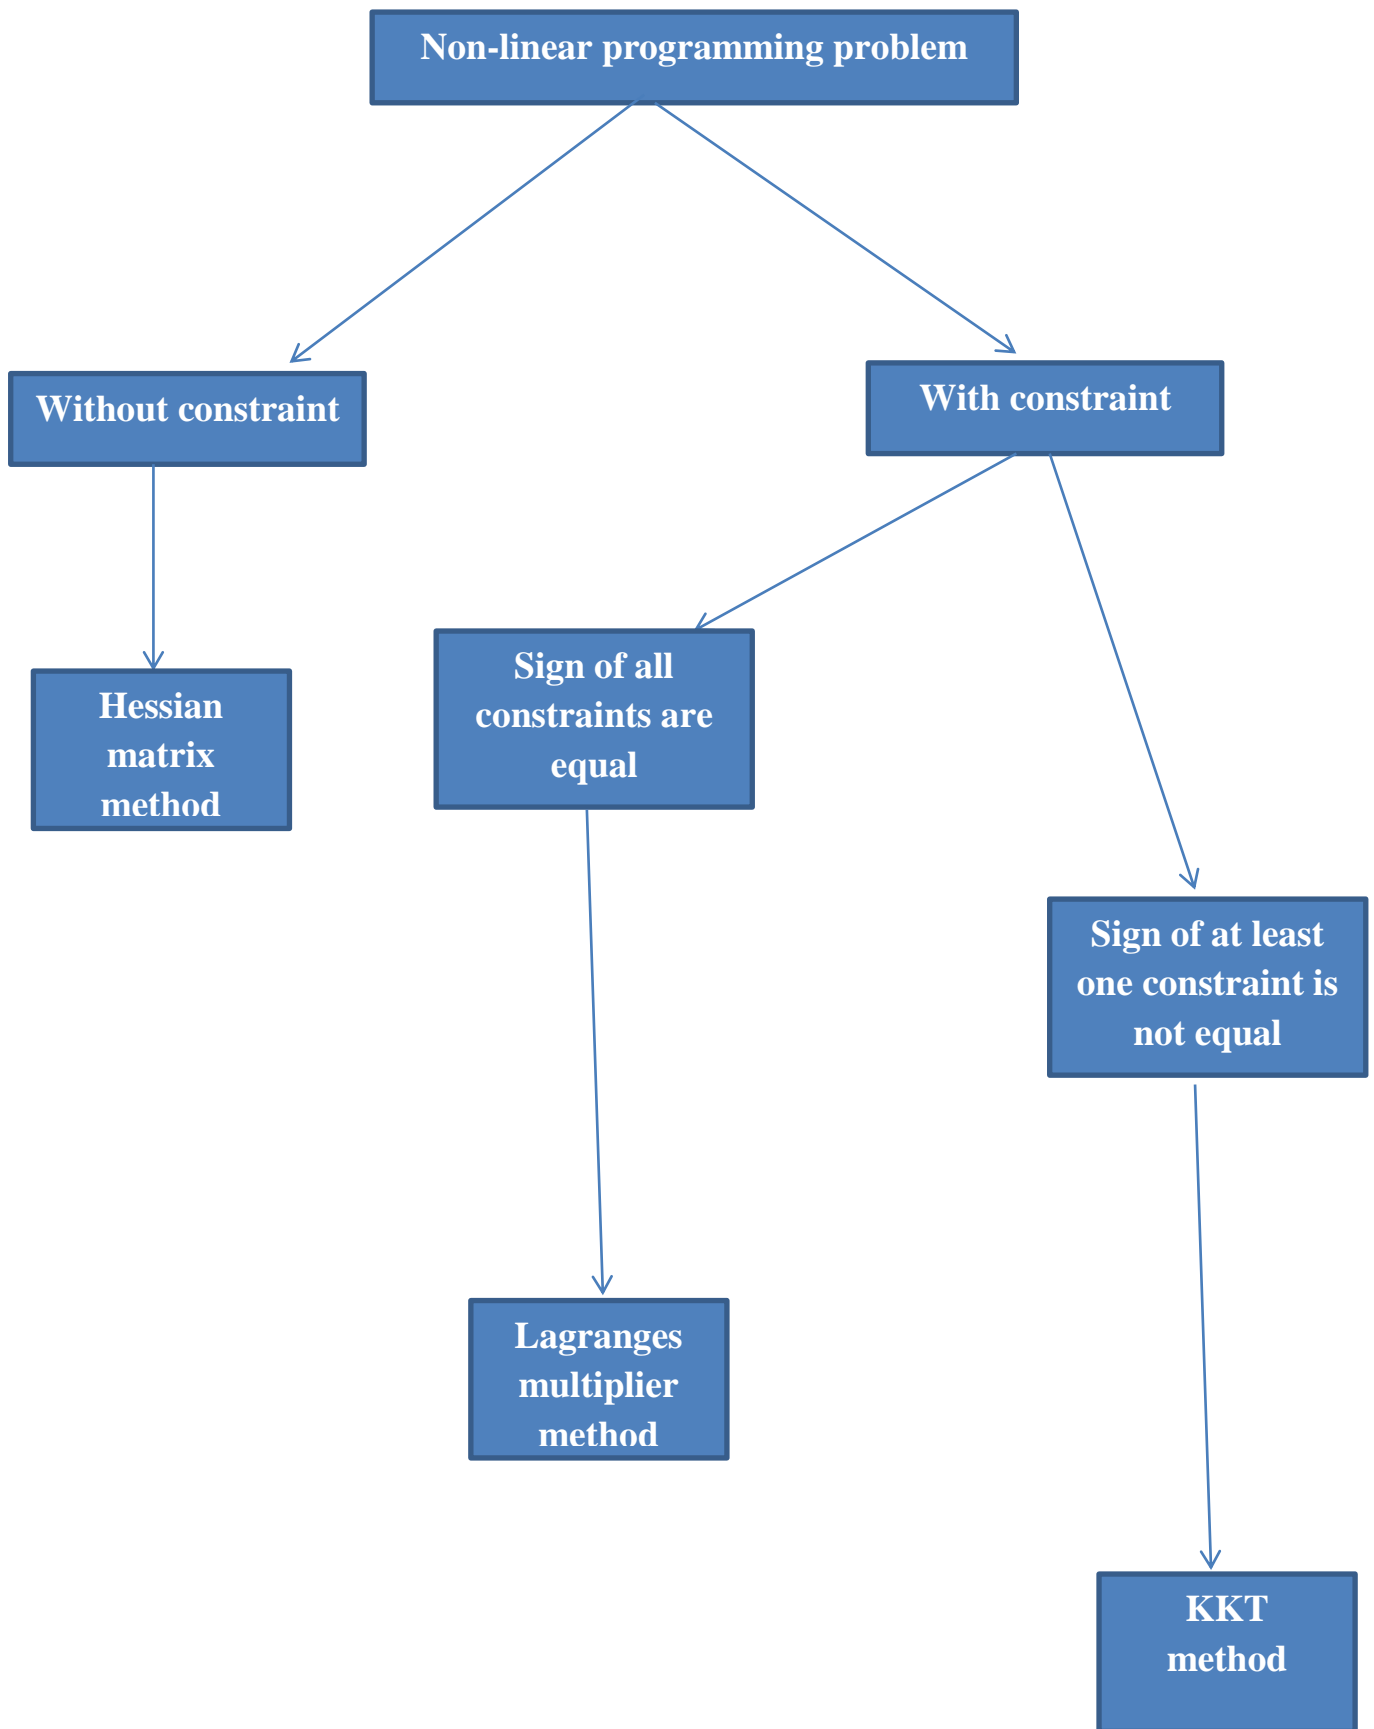 Non-linear programming problem
Without constraint
With constraint
Hessian
matrix
method
Sign of all
constraints are
equal
Sign of at least
one constraint is
not equal
Lagranges
multiplier
method
KKT
method